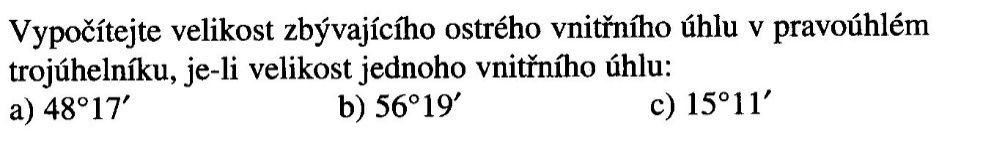 Vypočítejte velikost zbývajícího ostrého vnitřního úhlu v pravoúhlém
trojúhelníku, je-li velikost jednoho vnitřního úhlu:
a) 48°17′ b) 56°19′ c) 15°11′